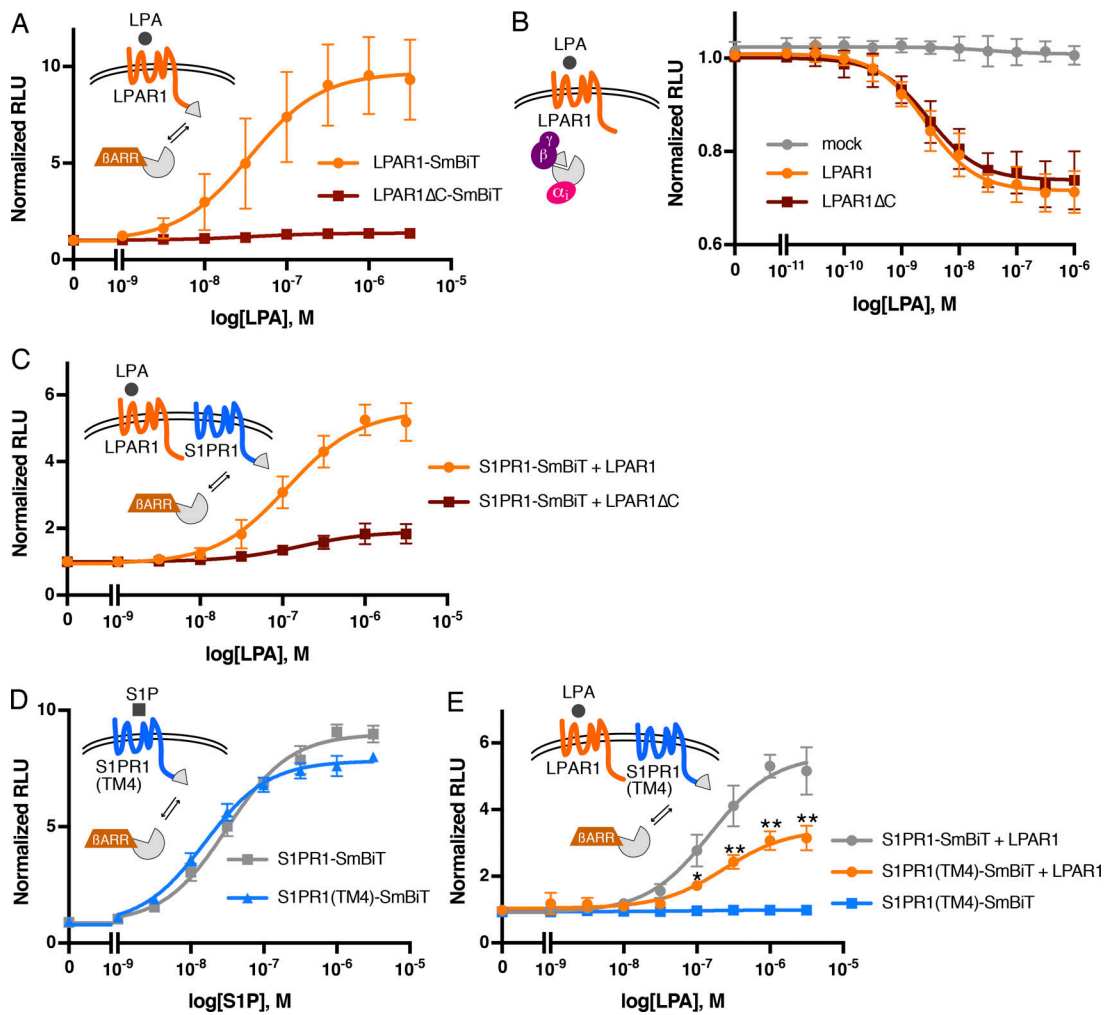 A
LPA
LPAR1
ßARR
Normalized RLU
10
5
0
LPAR1-SmBiT
LPAR1ΔC-SmBiT
0
10⁻⁹
10⁻⁸
10⁻⁷
10⁻⁶
10⁻⁵
log[LPA], M
B
LPA
LPAR1
γ
β
αi
Normalized RLU
1.0
0.8
0.6
mock
LPAR1
LPAR1ΔC
0
10⁻¹¹
10⁻¹⁰
10⁻⁹
10⁻⁸
10⁻⁷
10⁻⁶
log[LPA], M
C
LPA
LPAR1
S1PR1
ßARR
Normalized RLU
6
4
2
0
S1PR1-SmBiT + LPAR1
S1PR1-SmBiT + LPAR1ΔC
0
10⁻⁹
10⁻⁸
10⁻⁷
10⁻⁶
10⁻⁵
log[LPA], M
D
S1P
S1PR1
(TM4)
ßARR
Normalized RLU
10
5
0
S1PR1-SmBiT
S1PR1(TM4)-SmBiT
0
10⁻⁹
10⁻⁸
10⁻⁷
10⁻⁶
10⁻⁵
log[S1P], M
E
LPA
LPAR1
S1PR1
(TM4)
ßARR
Normalized RLU
6
4
2
0
*
**
**
**
S1PR1-SmBiT + LPAR1
S1PR1(TM4)-SmBiT + LPAR1
S1PR1(TM4)-SmBiT
0
10⁻⁹
10⁻⁸
10⁻⁷
10⁻⁶
10⁻⁵
log[LPA], M